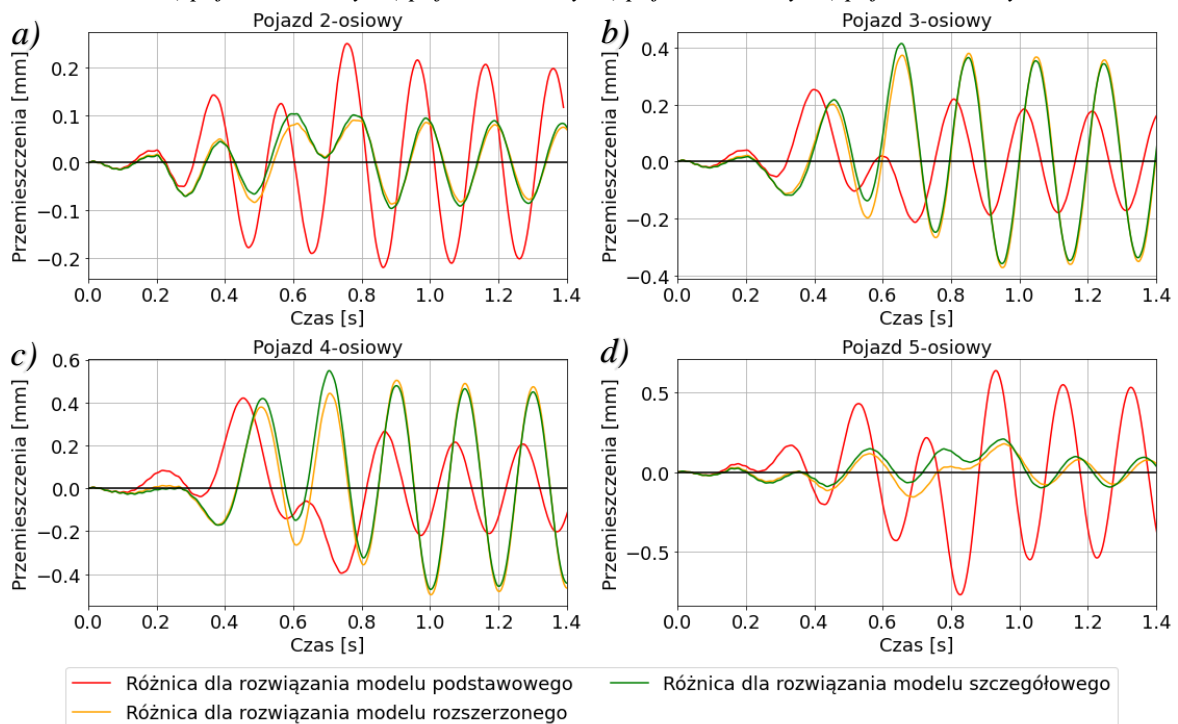 Pojazd 2-osiowy
a)
Przemieszczenia [mm]
0.2
0.1
0.0
−0.1
−0.2
0.0 0.2 0.4 0.6 0.8 1.0 1.2 1.4
Czas [s]
Pojazd 3-osiowy
b)
Przemieszczenia [mm]
0.4
0.2
0.0
−0.2
−0.4
0.0 0.2 0.4 0.6 0.8 1.0 1.2 1.4
Czas [s]
Pojazd 4-osiowy
c)
Przemieszczenia [mm]
0.6
0.4
0.2
0.0
−0.2
−0.4
0.0 0.2 0.4 0.6 0.8 1.0 1.2 1.4
Czas [s]
Pojazd 5-osiowy
d)
Przemieszczenia [mm]
0.5
0.0
−0.5
0.0 0.2 0.4 0.6 0.8 1.0 1.2 1.4
Czas [s]
Różnica dla rozwiązania modelu podstawowego
Różnica dla rozwiązania modelu rozszerzonego
Różnica dla rozwiązania modelu szczegółowego